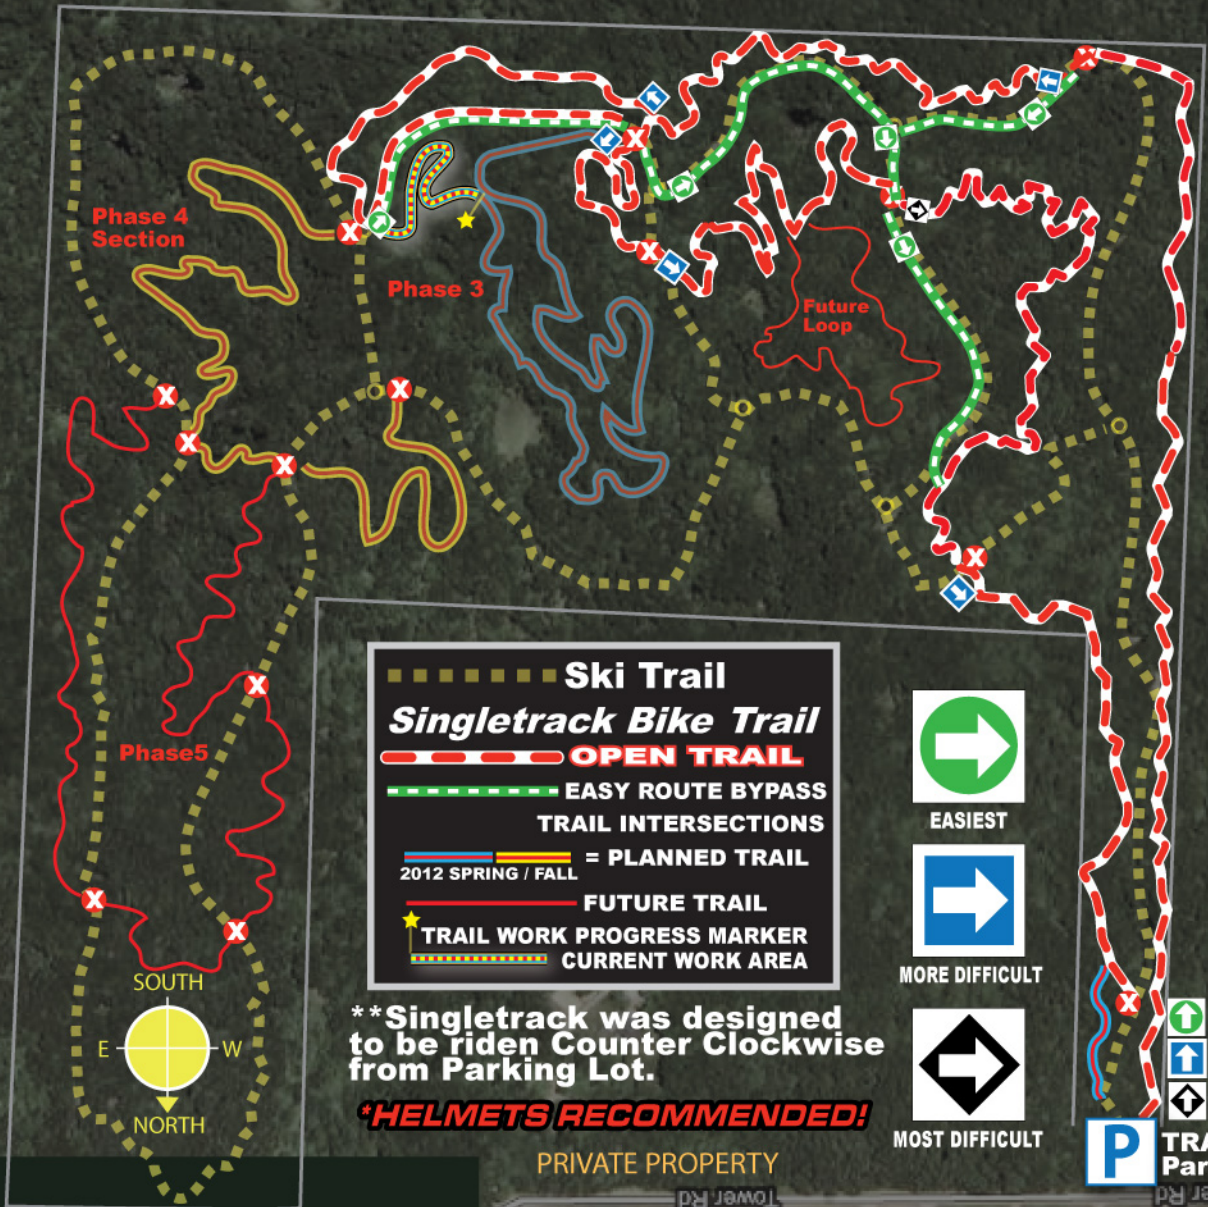 Phase 4
Section
Phase 3
Future
Loop
Phase5
Ski Trail
Singletrack Bike Trail
OPEN TRAIL
EASY ROUTE BYPASS
TRAIL INTERSECTIONS
= PLANNED TRAIL
2012 SPRING / FALL
FUTURE TRAIL
TRAIL WORK PROGRESS MARKER
CURRENT WORK AREA
EASIEST
MORE DIFFICULT
MOST DIFFICULT
SOUTH
E W
NORTH
**Singletrack was designed
to be riden Counter Clockwise
from Parking Lot.
*HELMETS RECOMMENDED!
PRIVATE PROPERTY
P
Tower Rd
X
X
X
X
X
X
X
X
X
X
X
X
X